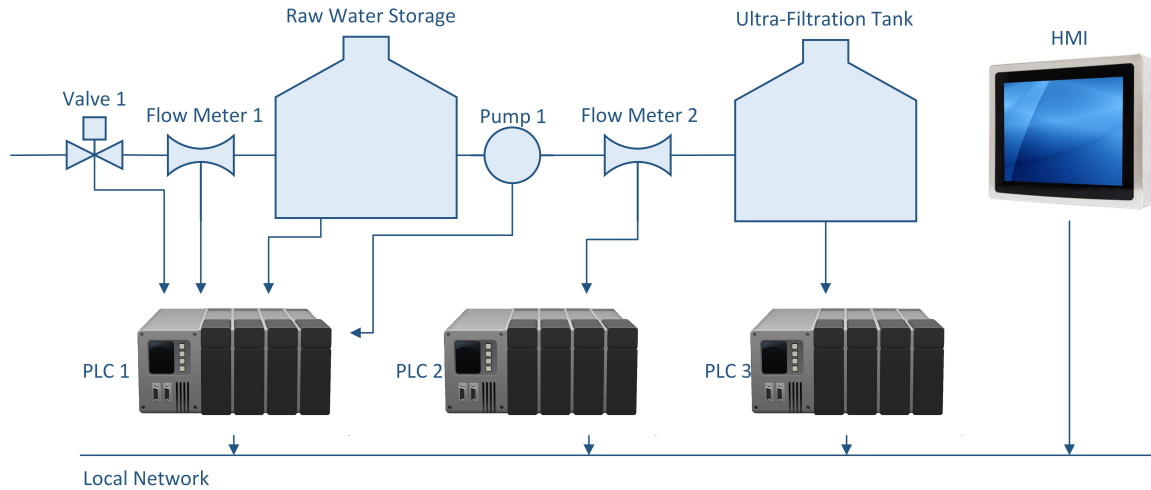 Raw Water Storage
Ultra-Filtration Tank
HMI
Valve 1
Flow Meter 1
Pump 1
Flow Meter 2
PLC 1
PLC 2
PLC 3
Local Network